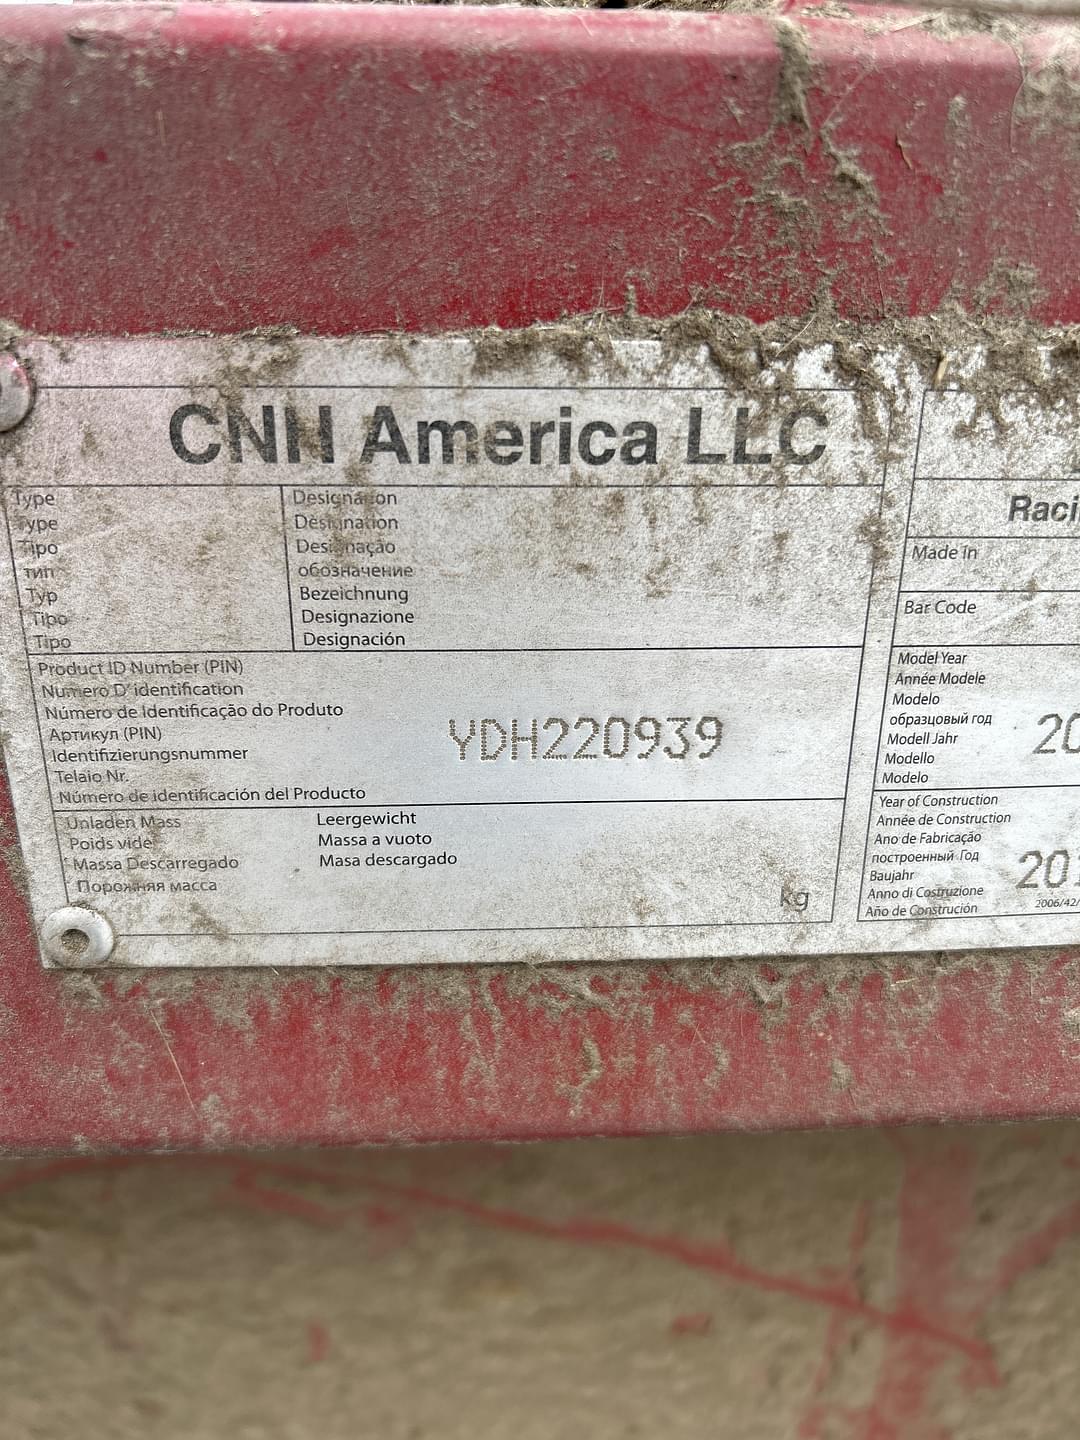 CNH America LLC
Type
Type
Tipo
тип
Typ
Tipo
Tipo
Designation
Désignation
Designação
обозначение
Bezeichnung
Designazione
Designación
Product ID Number (PIN)
Numero D'identification
Número de Identificação do Produto
Артикул (PIN)
Identifizierungsnummer
Telaio Nr.
Número de identificación del Producto
YDH220939
Unladen Mass
Poids vide
Massa Descarregado
Порожняя масса
Leergewicht
Massa a vuoto
Masa descargado
kg
Raci
Made in
Bar Code
Model Year
Année Modele
Modelo
образцовый год
Modell Jahr
Modello
Modelo
20
Year of Construction
Année de Construction
Ano de Fabricação
построенный Год
Baujahr
Anno di Costruzione
Año de Construción
201
2006/42/